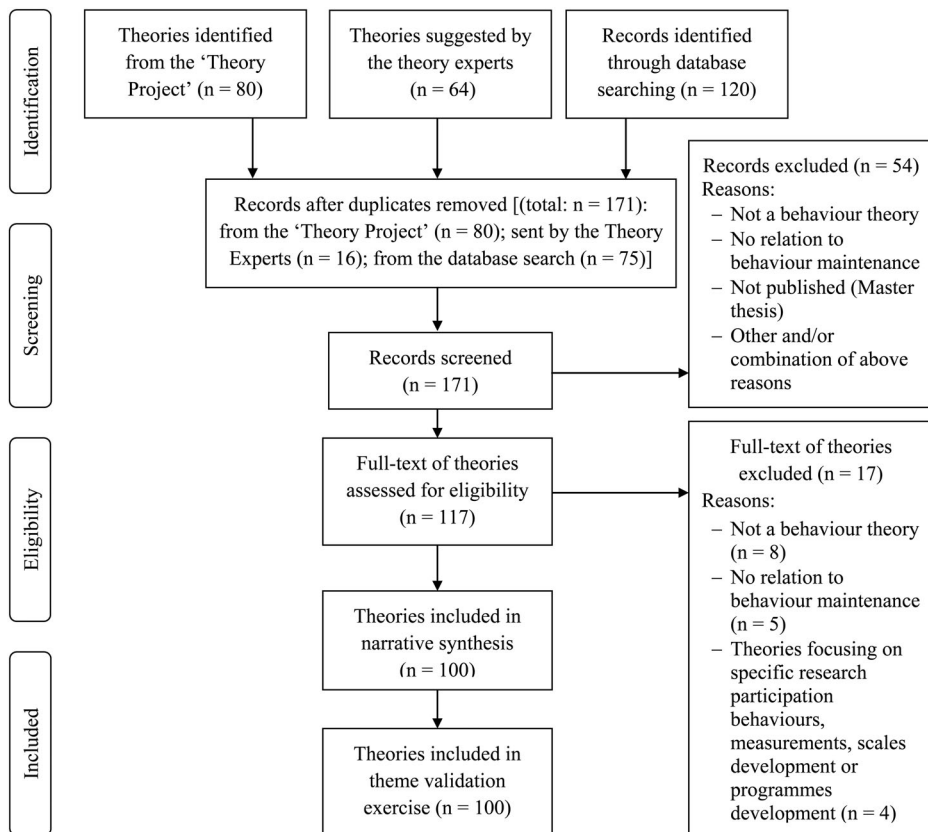 Identification
Theories identified
from the ‘Theory
Project’ (n = 80)
Theories suggested by
the theory experts
(n = 64)
Records identified
through database
searching (n = 120)
Records after duplicates removed [(total: n = 171):
from the ‘Theory Project’ (n = 80); sent by the Theory
Experts (n = 16); from the database search (n = 75)]
Screening
Records screened
(n = 171)
Records excluded (n = 54)
Reasons:
– Not a behaviour theory
– No relation to
behaviour maintenance
– Not published (Master
thesis)
– Other and/or
combination of above
reasons
Eligibility
Full-text of theories
assessed for eligibility
(n = 117)
Full-text of theories
excluded (n = 17)
Reasons:
– Not a behaviour theory
(n = 8)
– No relation to
behaviour maintenance
(n = 5)
– Theories focusing on
specific research
participation
behaviours,
measurements, scales
development or
programmes
development (n = 4)
Theories included in
narrative synthesis
(n = 100)
Included
Theories included in
theme validation
exercise (n = 100)